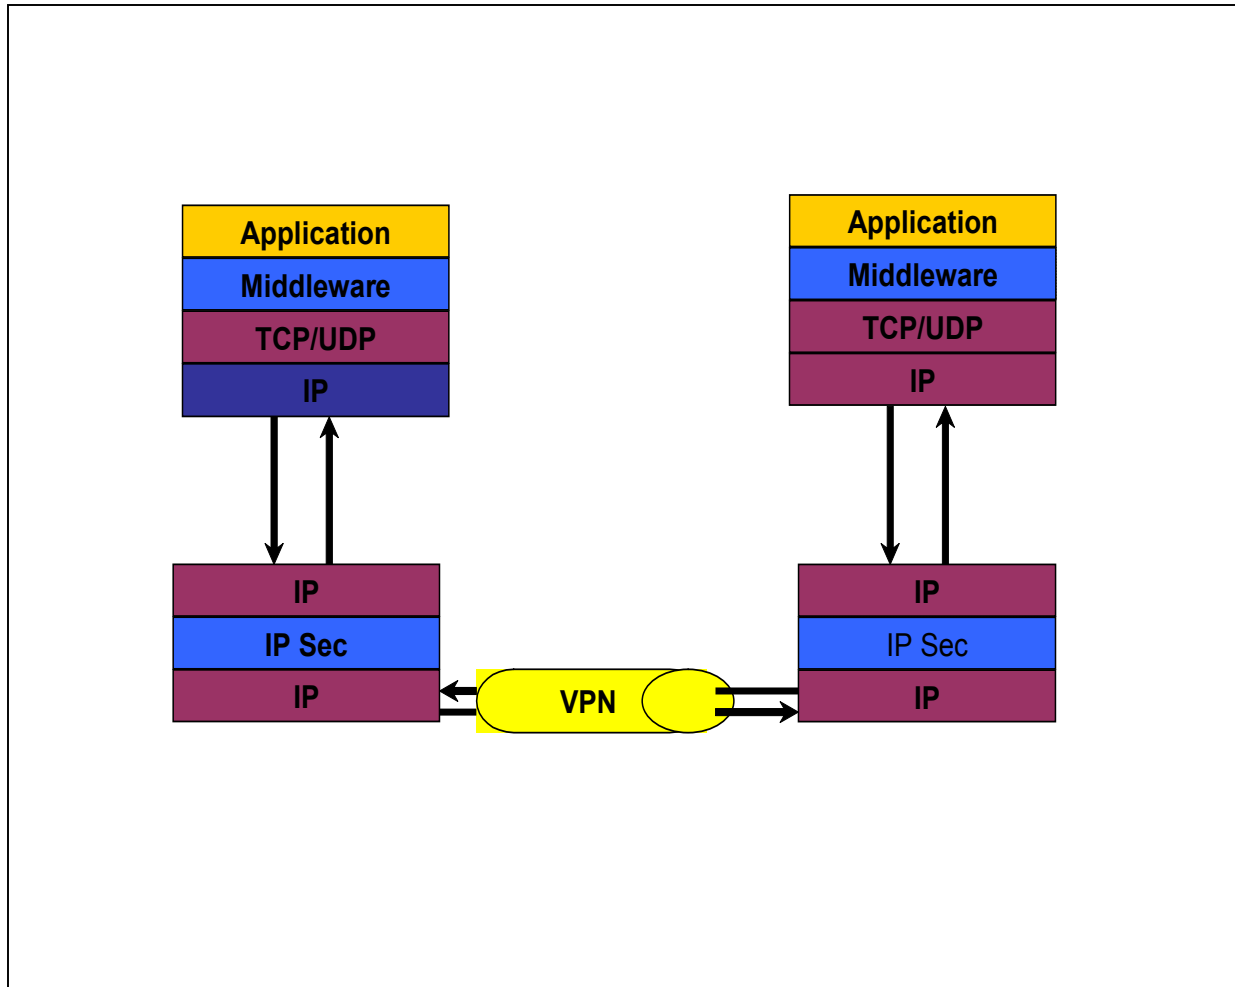 Application
Middleware
TCP/UDP
IP
Application
Middleware
TCP/UDP
IP
IP
IP Sec
IP
VPN
IP
IP Sec
IP